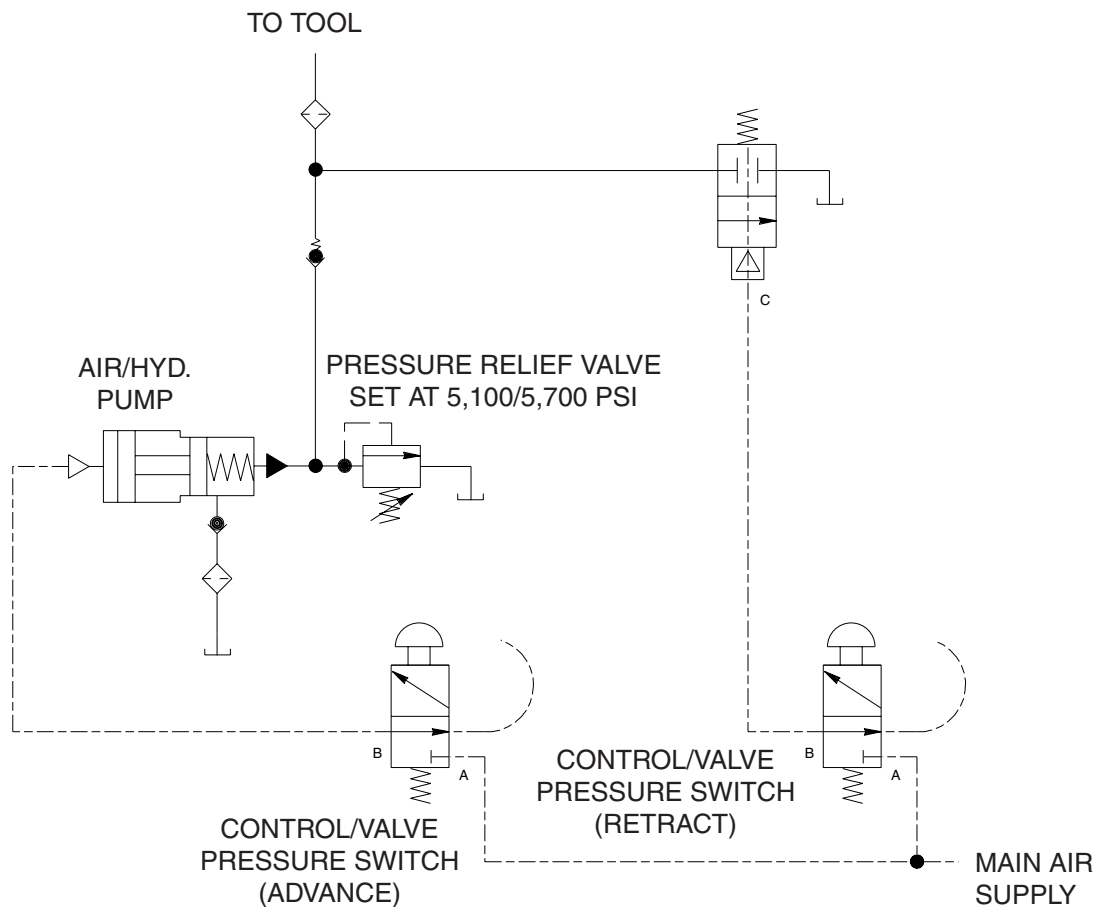 TO TOOL
C
AIR/HYD.
PUMP
PRESSURE RELIEF VALVE
SET AT 5,100/5,700 PSI
B
A
CONTROL/VALVE
PRESSURE SWITCH
(ADVANCE)
CONTROL/VALVE
PRESSURE SWITCH
(RETRACT)
B
A
MAIN AIR
SUPPLY